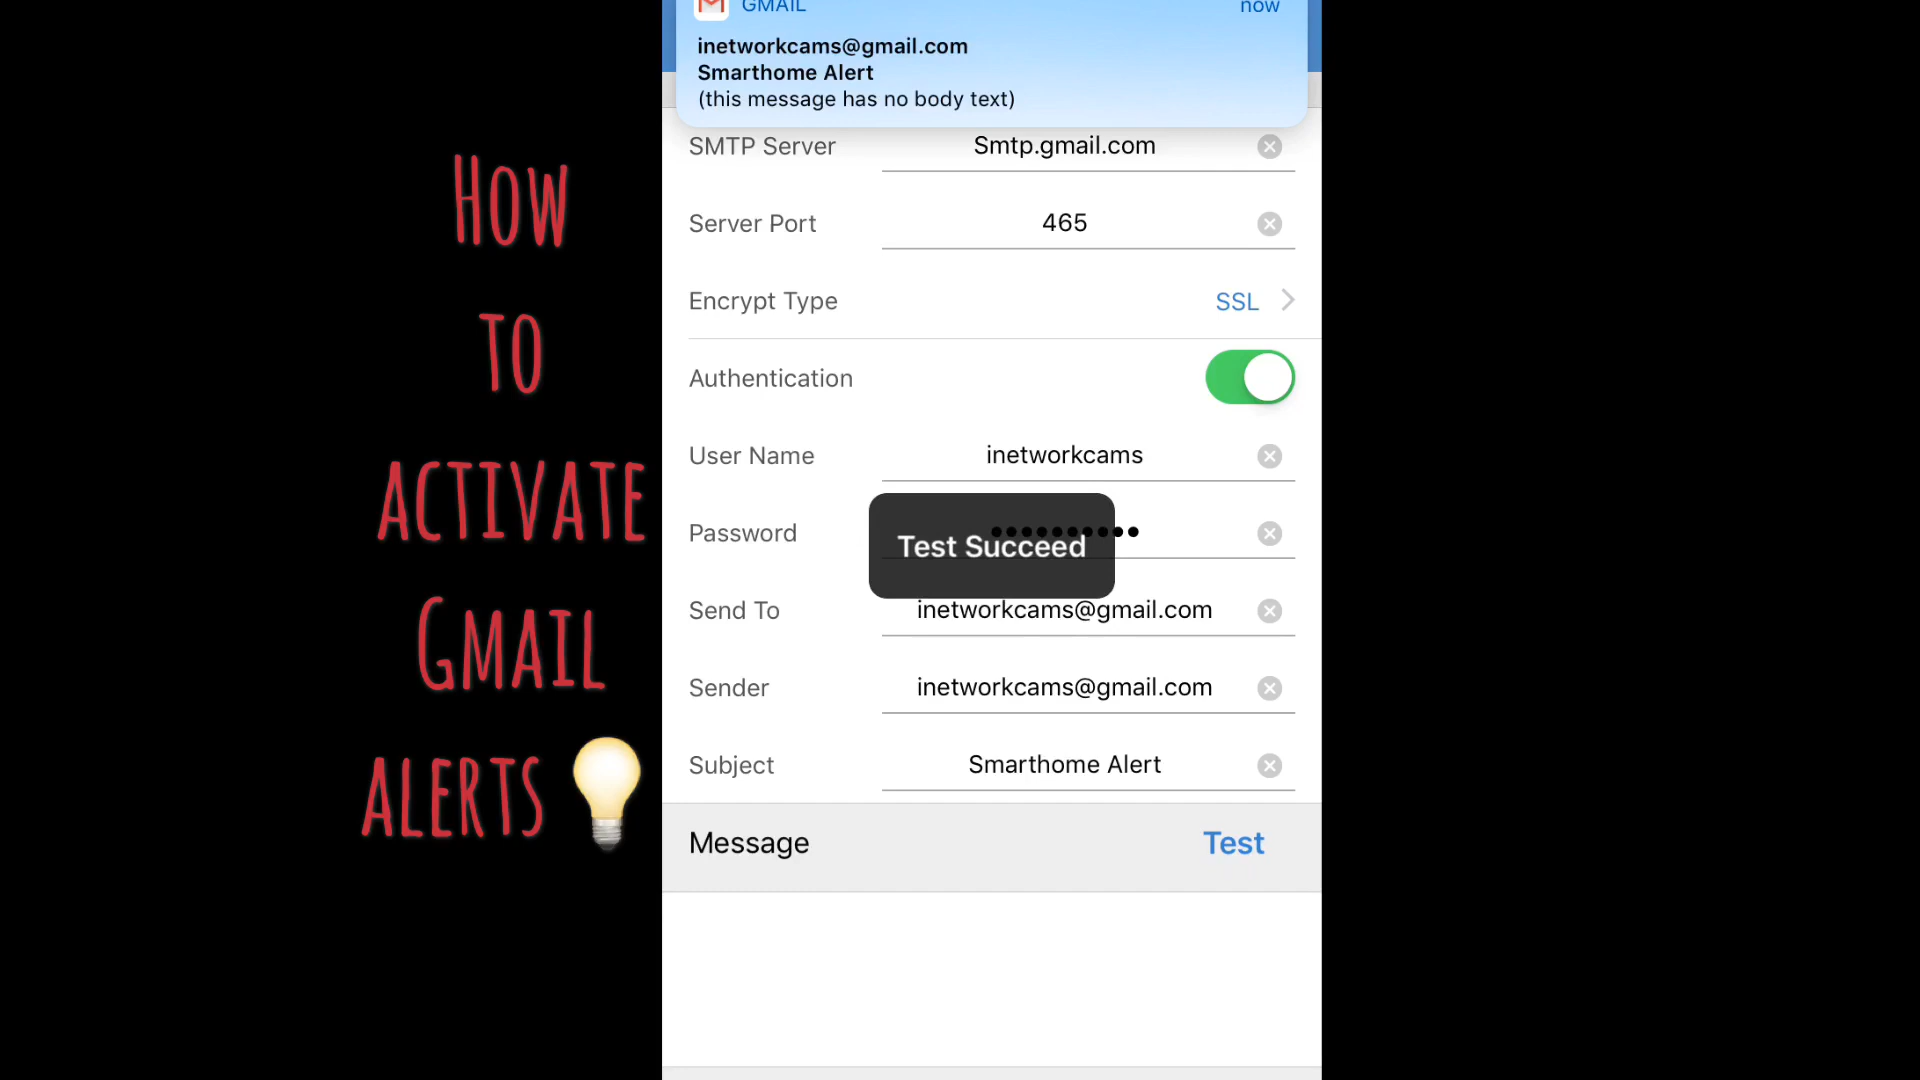 How
to
activate
Gmail
alerts
GMAIL now
inetworkcams@gmail.com
Smarthome Alert
(this message has no body text)
SMTP Server Smtp.gmail.com
Server Port 465
Encrypt Type SSL
Authentication
User Name inetworkcams
Password ••••••••••
Test Succeed
Send To inetworkcams@gmail.com
Sender inetworkcams@gmail.com
Subject Smarthome Alert
Message Test